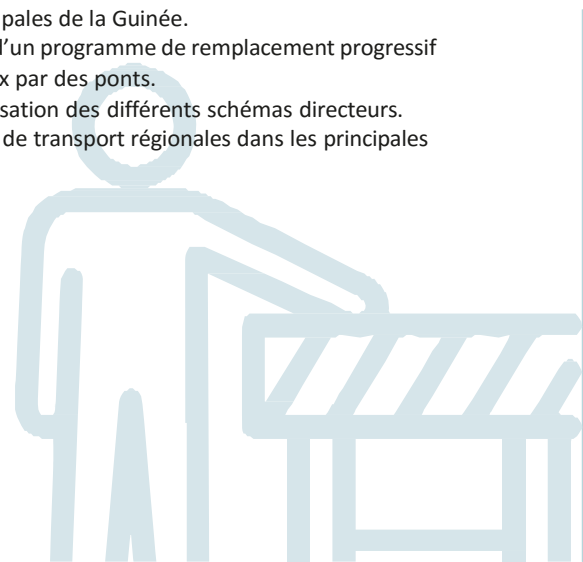 pales de la Guinée.
d’un programme de remplacement progressif
x par des ponts.
sation des différents schémas directeurs.
de transport régionales dans les principales